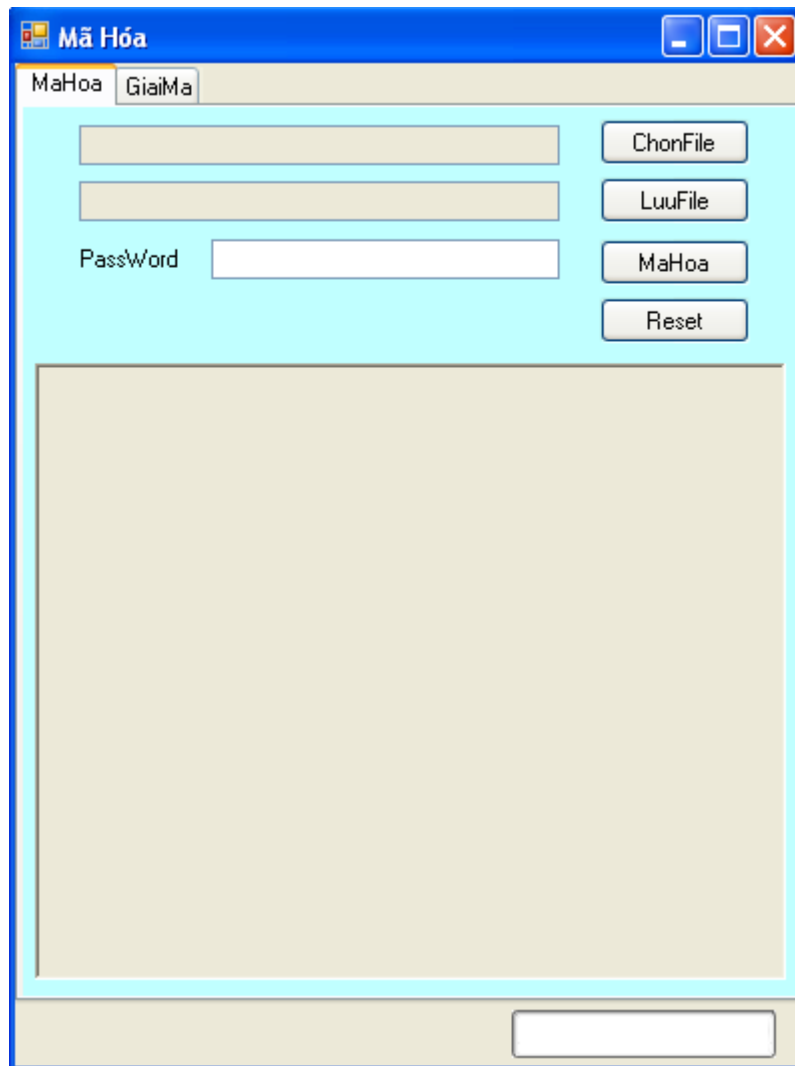 Mã Hóa
MaHoa GiaiMa
ChonFile
LuuFile
PassWord MaHoa
Reset